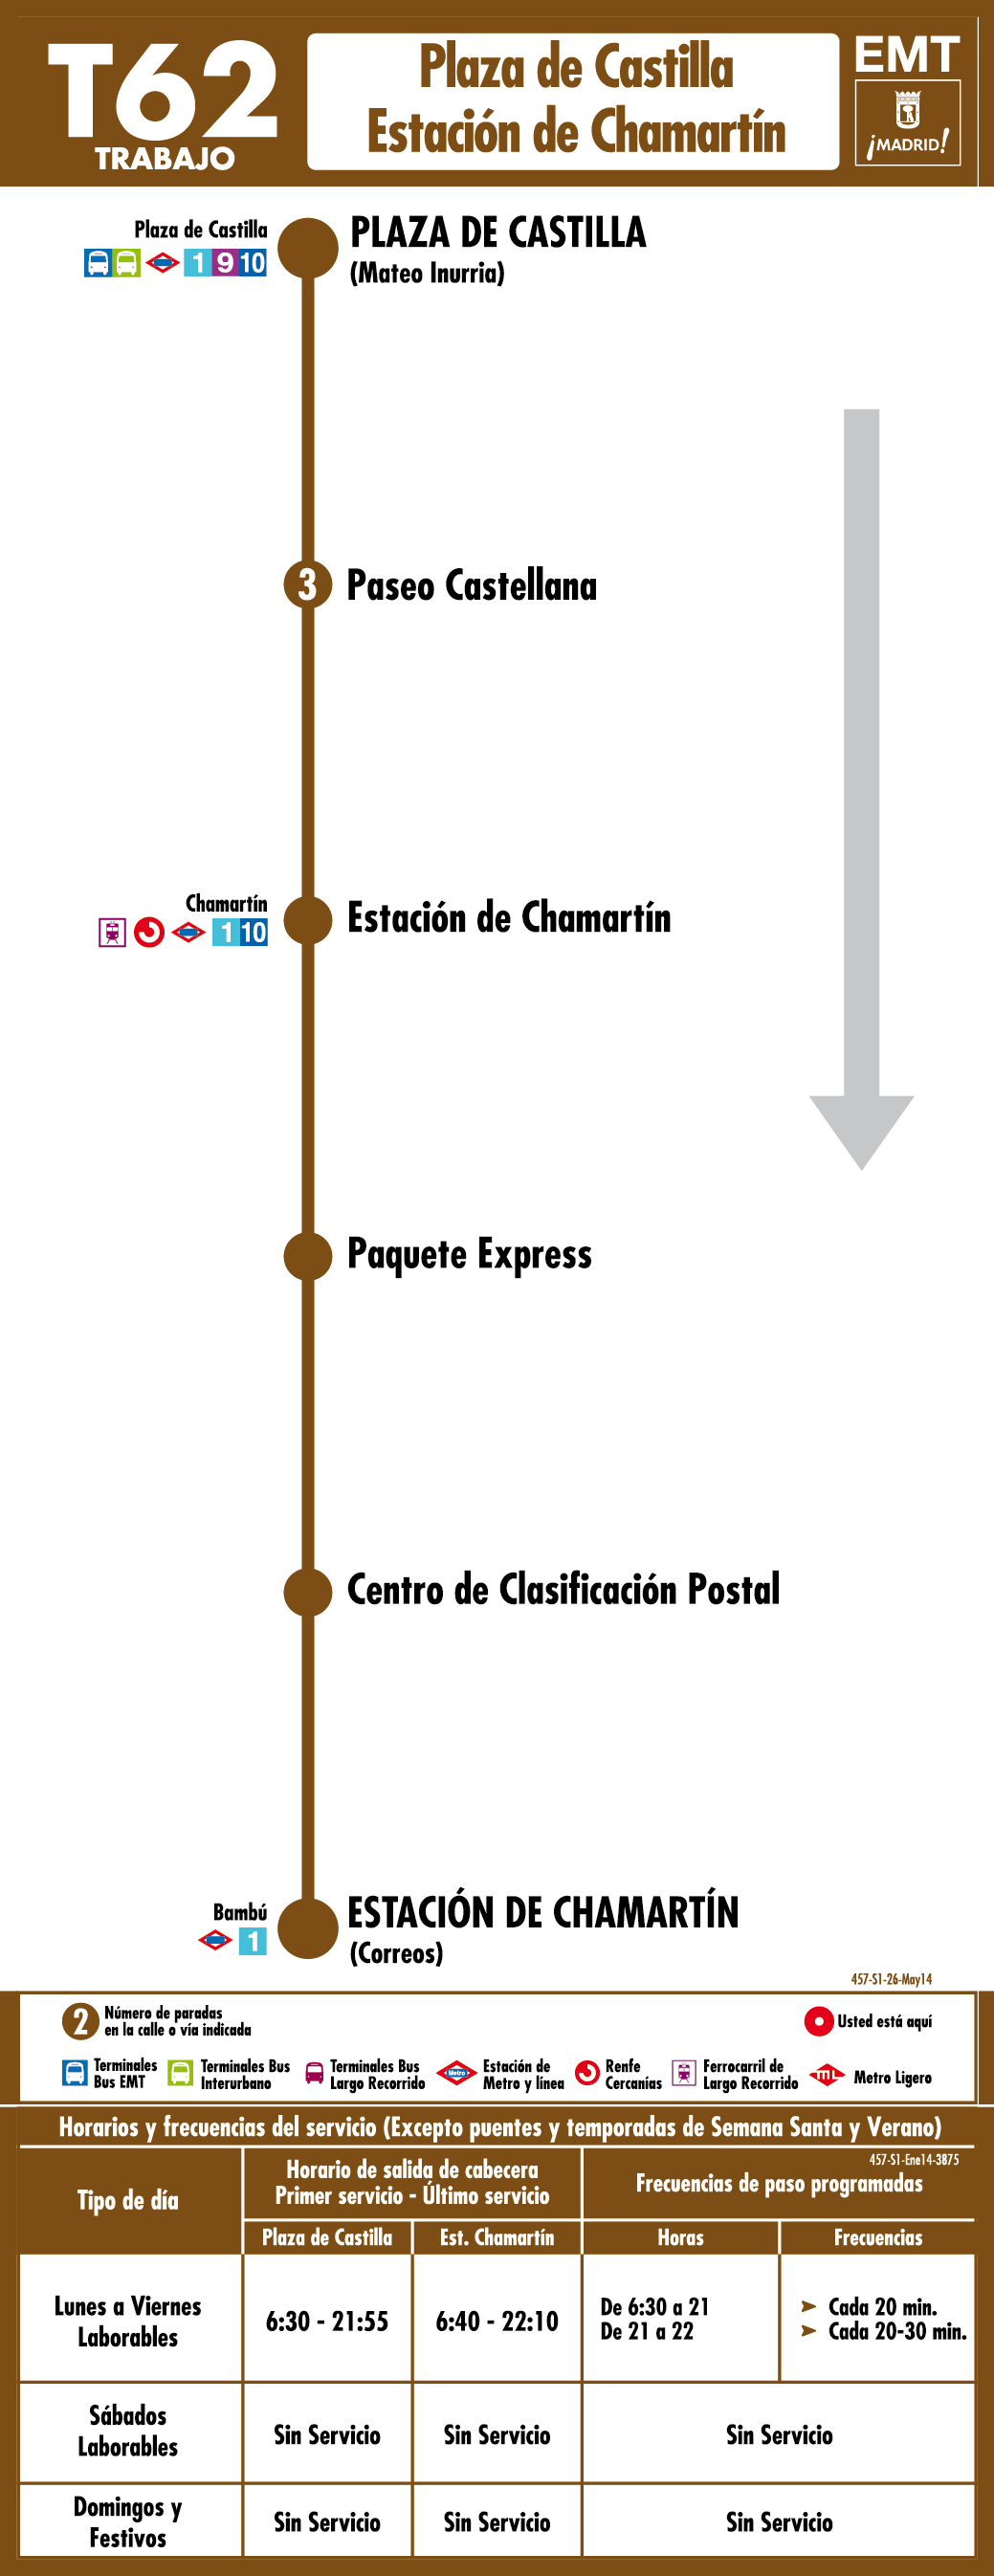 T62
TRABAJO
Plaza de Castilla
Estación de Chamartín
EMT
¡MADRID!
Plaza de Castilla
1 9 10
PLAZA DE CASTILLA
(Mateo Inurria)
3
Paseo Castellana
Chamartín
1 10
Estación de Chamartín
Paquete Express
Centro de Clasificación Postal
Bambú
1
ESTACIÓN DE CHAMARTÍN
(Correos)
457-S1-26-May14
2
Número de paradas
en la calle o vía indicada
Usted está aquí
Terminales
Bus EMT
Terminales Bus
Interurbano
Terminales Bus
Largo Recorrido
Metro
Estación de
Metro y línea
Renfe
Cercanías
Ferrocarril de
Largo Recorrido
mL
Metro Ligero
Horarios y frecuencias del servicio (Excepto puentes y temporadas de Semana Santa y Verano)
457-S1-Ene14-3875
Tipo de día
Horario de salida de cabecera
Primer servicio - Último servicio
Frecuencias de paso programadas
Plaza de Castilla
Est. Chamartín
Horas
Frecuencias
Lunes a Viernes
Laborables
6:30 - 21:55
6:40 - 22:10
De 6:30 a 21
De 21 a 22
➤ Cada 20 min.
➤ Cada 20-30 min.
Sábados
Laborables
Sin Servicio
Sin Servicio
Sin Servicio
Domingos y
Festivos
Sin Servicio
Sin Servicio
Sin Servicio